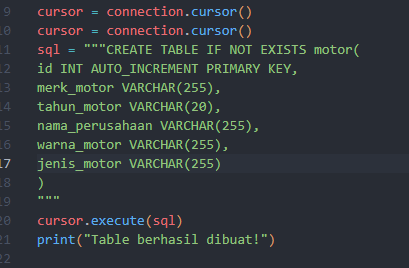 9 cursor = connection.cursor()
10 cursor = connection.cursor()
11 sql = """CREATE TABLE IF NOT EXISTS motor(
12 id INT AUTO_INCREMENT PRIMARY KEY,
13 merk_motor VARCHAR(255),
14 tahun_motor VARCHAR(20),
15 nama_perusahaan VARCHAR(255),
16 warna_motor VARCHAR(255),
17 jenis_motor VARCHAR(255)
18 )
19 """
20 cursor.execute(sql)
21 print("Table berhasil dibuat!")
22